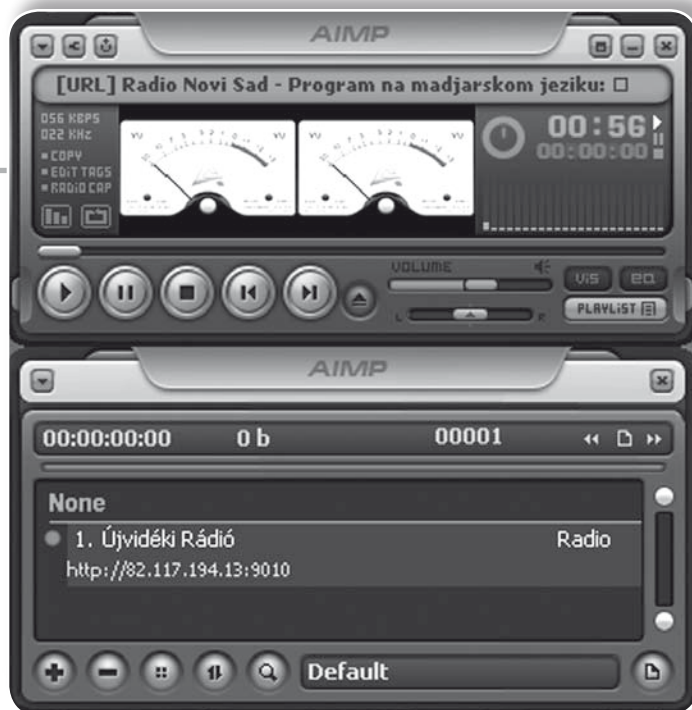 AIMP
[URL] Radio Novi Sad - Program na madjarskom jeziku:
056 KBPS
022 KHz
COPY
EDIT TAGS
RADIO CAP
VU
VU
00:56
00:00:00
VOLUME
L
R
VIS
EQ
PLAYLIST
AIMP
00:00:00:00 0 b 00001
None
1. Újvidéki Rádió Radio
http://82.117.194.13:9010
Default